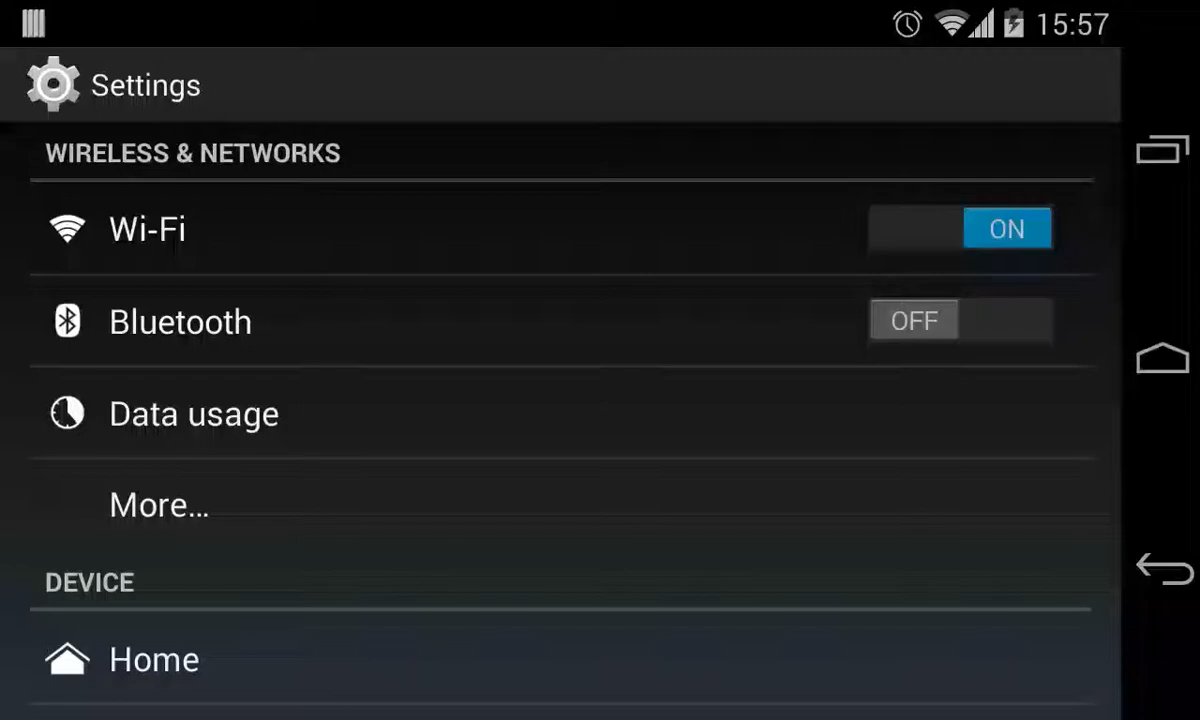 15:57
Settings
WIRELESS & NETWORKS
Wi-Fi ON
Bluetooth OFF
Data usage
More...
DEVICE
Home